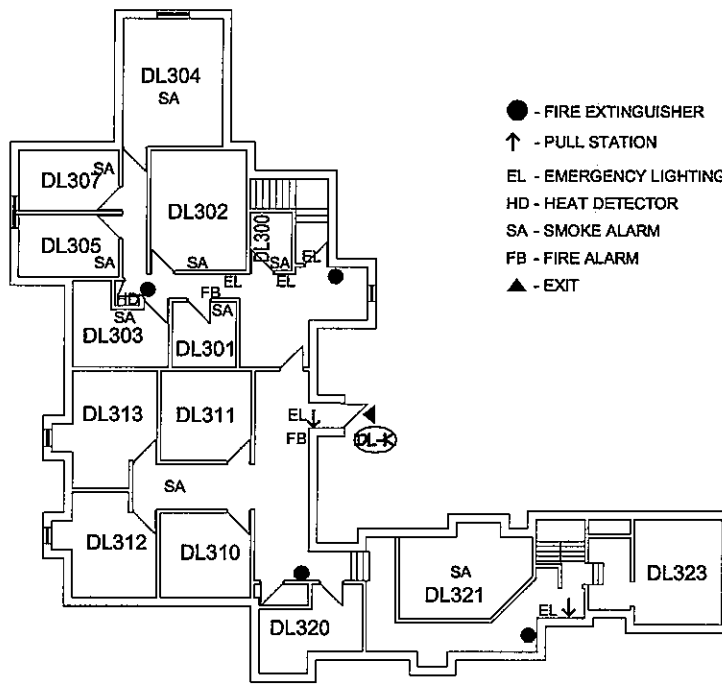 DL304
SA
● - FIRE EXTINGUISHER
↑ - PULL STATION
EL - EMERGENCY LIGHTING
HD - HEAT DETECTOR
SA - SMOKE ALARM
FB - FIRE ALARM
▲ - EXIT
SA
DL307
DL302
DL300
DL305
SA
SA
SA
EL
EL
EL
HD
FB
SA
SA
DL303
DL301
DL313
DL311
EL
FB
DL-K
SA
DL312
DL310
SA
DL321
DL323
EL
DL320